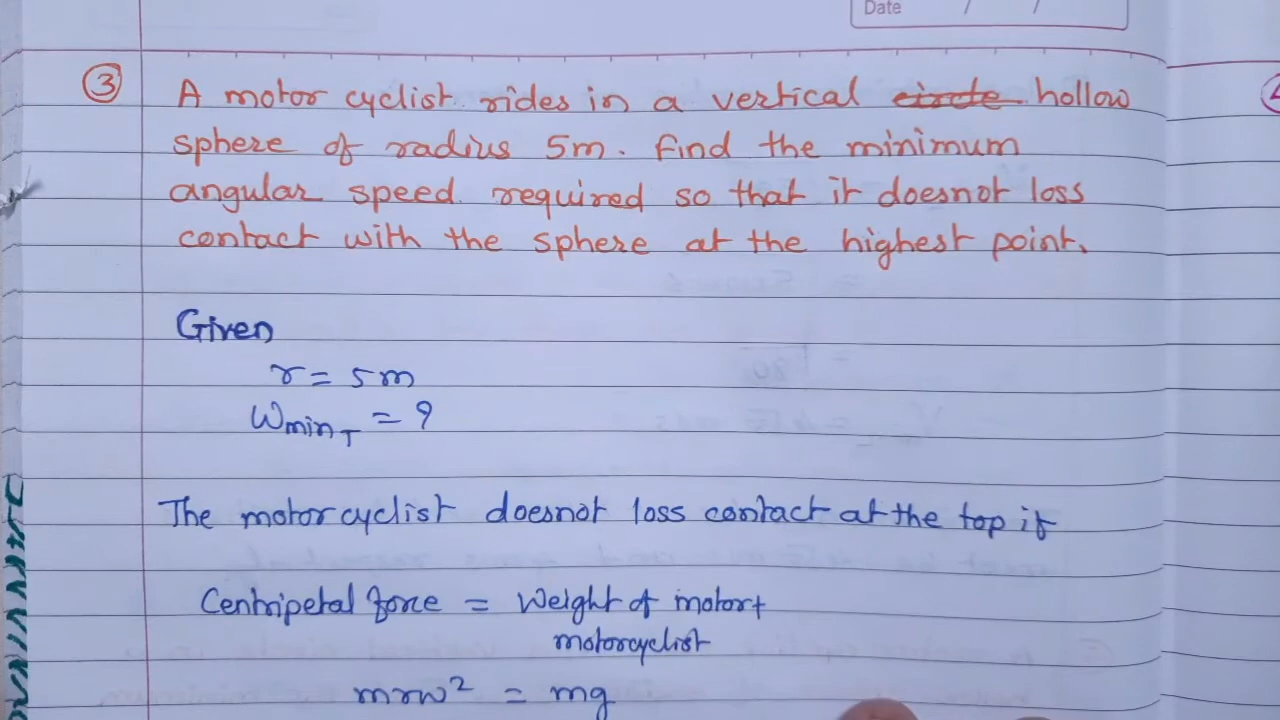 Date / /
③ A motor cyclist rides in a vertical circle hollow
sphere of radius 5m. Find the minimum
angular speed required so that it doesnot loss
contact with the sphere at the highest point.
Given
r = 5m
ωminT = ?
The motorcyclist doesnot loss contact at the top if
Centripetal force = Weight of motor+
motorcyclist
mrω² = mg